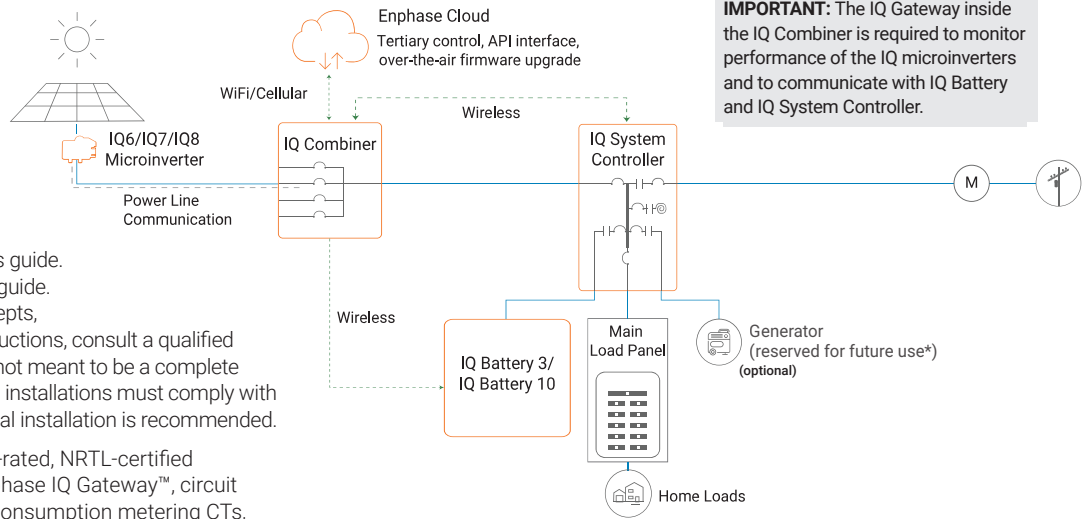 Enphase Cloud
Tertiary control, API interface,
over-the-air firmware upgrade
IMPORTANT: The IQ Gateway inside
the IQ Combiner is required to monitor
performance of the IQ microinverters
and to communicate with IQ Battery
and IQ System Controller.
WiFi/Cellular
Wireless
IQ6/IQ7/IQ8
Microinverter
IQ Combiner
IQ System
Controller
Power Line
Communication
M
s guide.
guide.
epts,
uctions, consult a qualified
not meant to be a complete
installations must comply with
al installation is recommended.
-rated, NRTL-certified
phase IQ Gateway™, circuit
onsumption metering CTs.
Wireless
IQ Battery 3/
IQ Battery 10
Main
Load Panel
Generator
(reserved for future use*)
(optional)
Home Loads